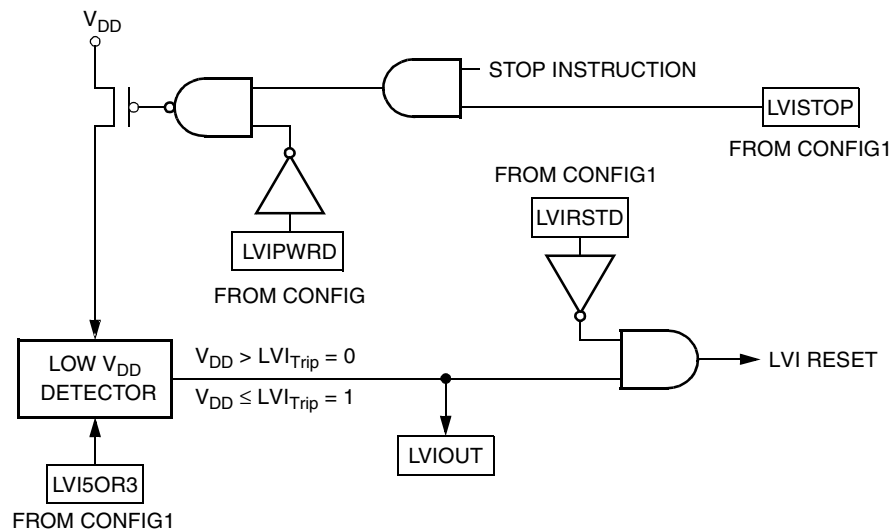 VDD
STOP INSTRUCTION
LVISTOP
FROM CONFIG1
FROM CONFIG1
LVIRSTD
LVIPWRD
FROM CONFIG
LOW VDD
DETECTOR
VDD > LVITrip = 0
VDD ≤ LVITrip = 1
LVI RESET
LVIOUT
LVI5OR3
FROM CONFIG1